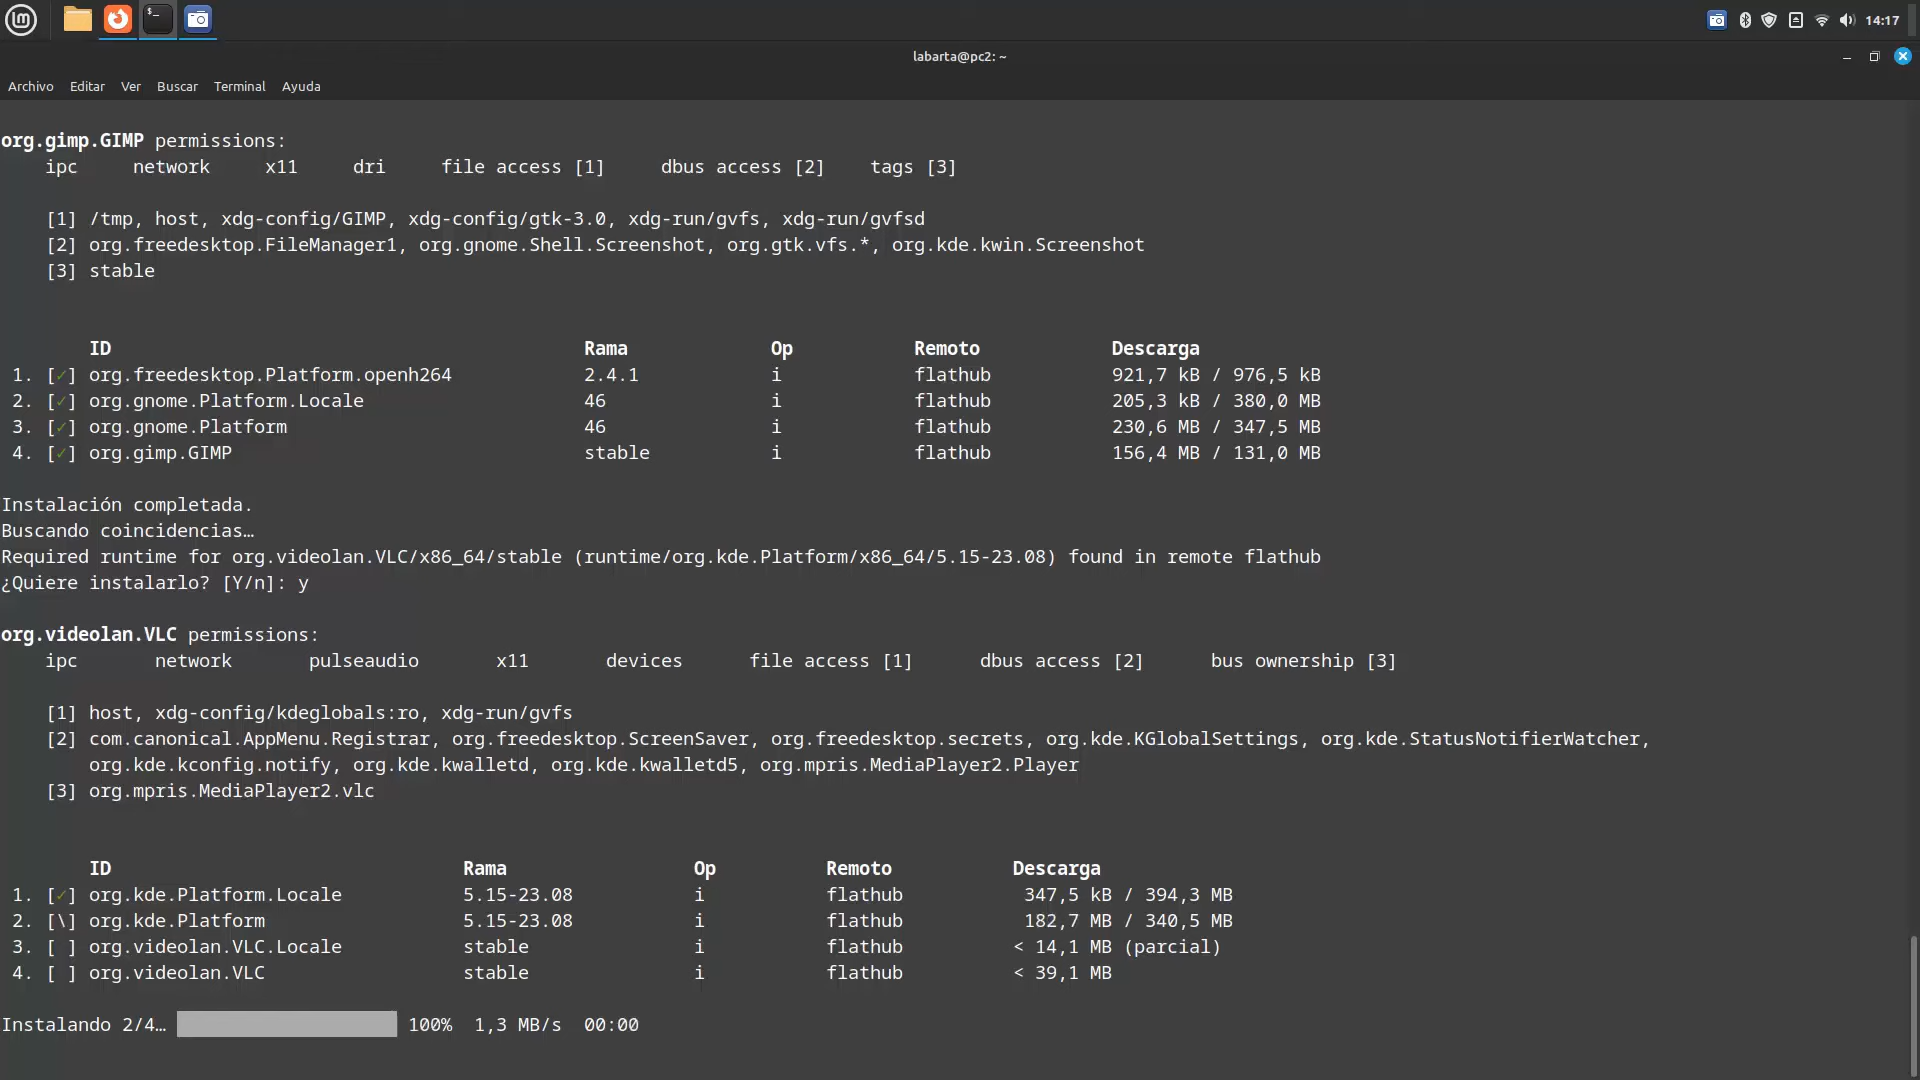 14:17
labarta@pc2: ~
Archivo Editar Ver Buscar Terminal Ayuda
org.gimp.GIMP permissions:
ipc network x11 dri file access [1] dbus access [2] tags [3]
[1] /tmp, host, xdg-config/GIMP, xdg-config/gtk-3.0, xdg-run/gvfs, xdg-run/gvfsd
[2] org.freedesktop.FileManager1, org.gnome.Shell.Screenshot, org.gtk.vfs.*, org.kde.kwin.Screenshot
[3] stable
ID Rama Op Remoto Descarga
1. [✓] org.freedesktop.Platform.openh264 2.4.1 i flathub 921,7 kB / 976,5 kB
2. [✓] org.gnome.Platform.Locale 46 i flathub 205,3 kB / 380,0 MB
3. [✓] org.gnome.Platform 46 i flathub 230,6 MB / 347,5 MB
4. [✓] org.gimp.GIMP stable i flathub 156,4 MB / 131,0 MB
Instalación completada.
Buscando coincidencias…
Required runtime for org.videolan.VLC/x86_64/stable (runtime/org.kde.Platform/x86_64/5.15-23.08) found in remote flathub
¿Quiere instalarlo? [Y/n]: y
org.videolan.VLC permissions:
ipc network pulseaudio x11 devices file access [1] dbus access [2] bus ownership [3]
[1] host, xdg-config/kdeglobals:ro, xdg-run/gvfs
[2] com.canonical.AppMenu.Registrar, org.freedesktop.ScreenSaver, org.freedesktop.secrets, org.kde.KGlobalSettings, org.kde.StatusNotifierWatcher,
org.kde.kconfig.notify, org.kde.kwalletd, org.kde.kwalletd5, org.mpris.MediaPlayer2.Player
[3] org.mpris.MediaPlayer2.vlc
ID Rama Op Remoto Descarga
1. [✓] org.kde.Platform.Locale 5.15-23.08 i flathub 347,5 kB / 394,3 MB
2. [\] org.kde.Platform 5.15-23.08 i flathub 182,7 MB / 340,5 MB
3. [ ] org.videolan.VLC.Locale stable i flathub < 14,1 MB (parcial)
4. [ ] org.videolan.VLC stable i flathub < 39,1 MB
Instalando 2/4… 100% 1,3 MB/s 00:00